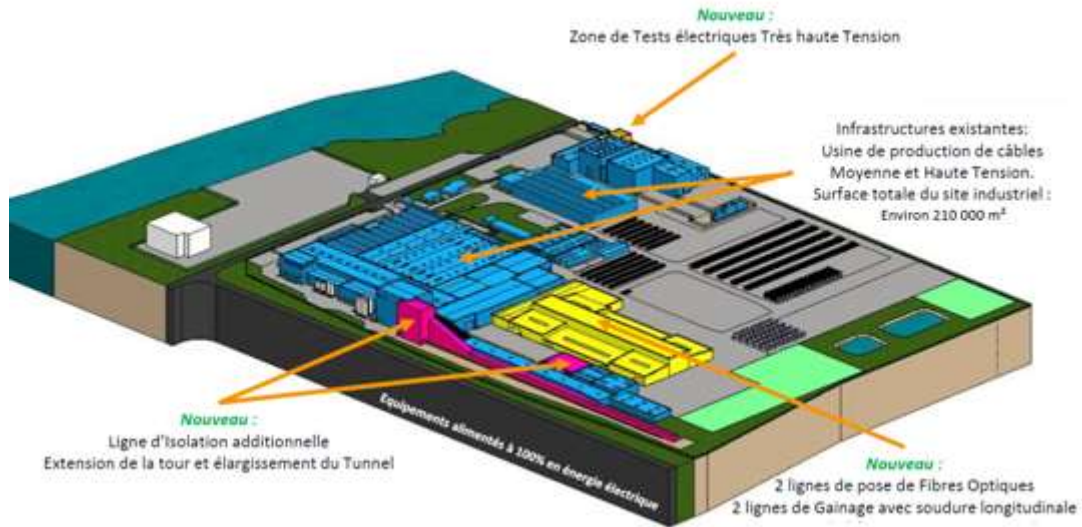 Nouveau :
Zone de Tests électriques Très haute Tension
Infrastructures existantes:
Usine de production de câbles
Moyenne et Haute Tension.
Surface totale du site industriel :
Environ 210 000 m²
Nouveau :
Ligne d'Isolation additionnelle
Extension de la tour et élargissement du Tunnel
Equipements alimentés à 100% en énergie électrique
Nouveau :
2 lignes de pose de Fibres Optiques
2 lignes de Gainage avec soudure longitudinale